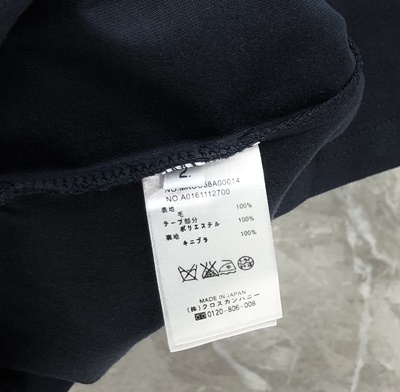 2.
NO.MROG38A00014
NO.A0161112700
表地
毛 100%
テープ部分
ポリエステル 100%
裏地
キュプラ 100%
MADE IN JAPAN
(株)クロスカンパニー
0120-806-008